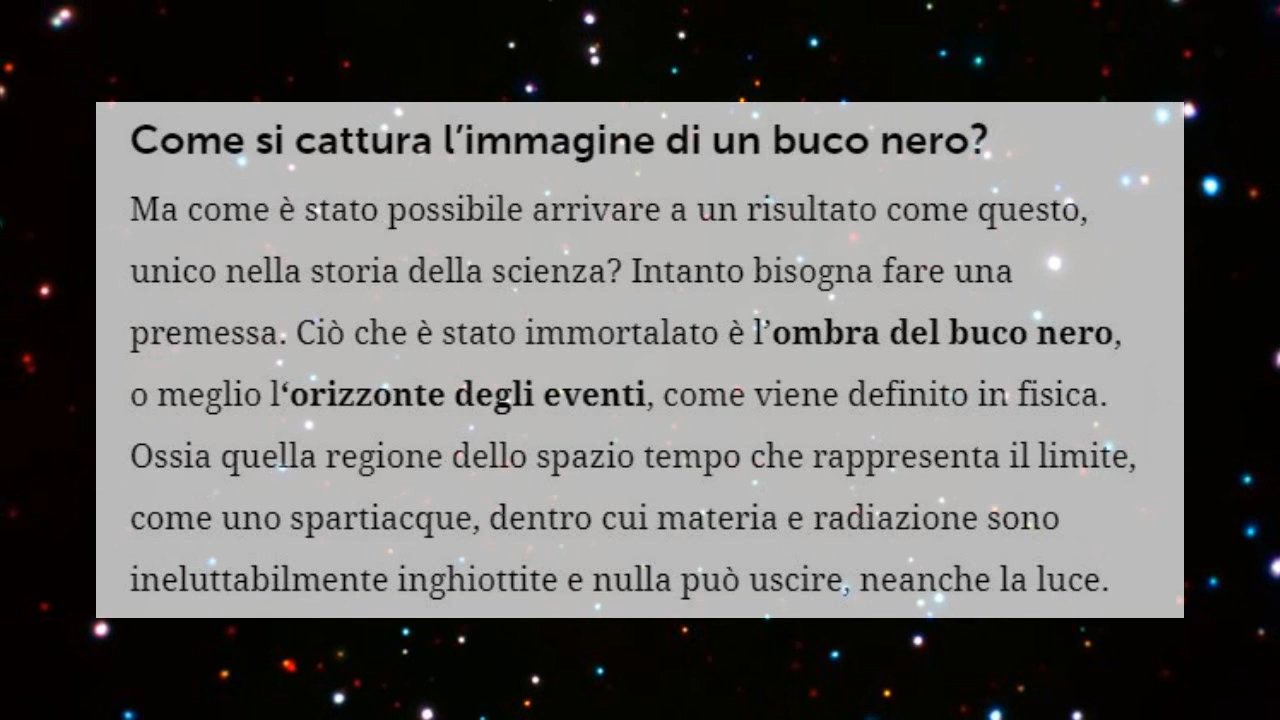 Come si cattura l’immagine di un buco nero?
Ma come è stato possibile arrivare a un risultato come questo,
unico nella storia della scienza? Intanto bisogna fare una
premessa. Ciò che è stato immortalato è l’ombra del buco nero,
o meglio l‘orizzonte degli eventi, come viene definito in fisica.
Ossia quella regione dello spazio tempo che rappresenta il limite,
come uno spartiacque, dentro cui materia e radiazione sono
ineluttabilmente inghiottite e nulla può uscire, neanche la luce.